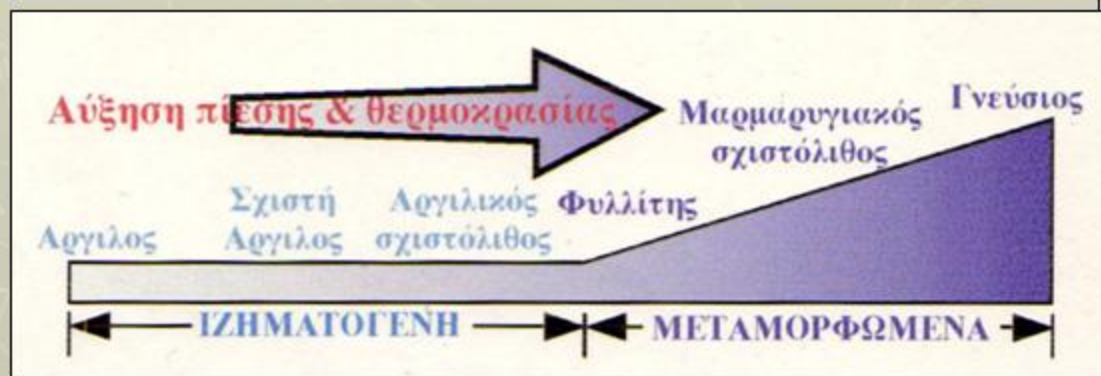 Αύξηση πίεσης & θερμοκρασίας
Μαρμαρυγιακός
σχιστόλιθος
Γνεύσιος
Αργιλος
Σχιστή
Αργιλος
Αργιλικός
σχιστόλιθος
Φυλλίτης
ΙΖΗΜΑΤΟΓΕΝΗ
ΜΕΤΑΜΟΡΦΩΜΕΝΑ